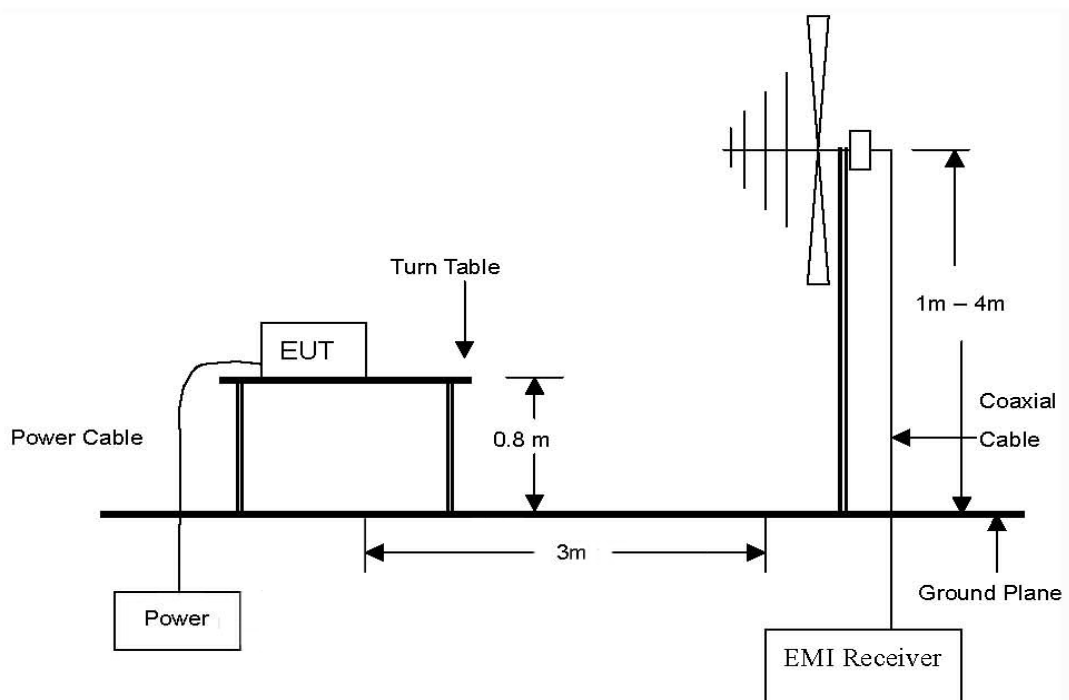 Turn Table
1m – 4m
EUT
Coaxial
Cable
Power Cable
0.8 m
3m
Ground Plane
Power
EMI Receiver